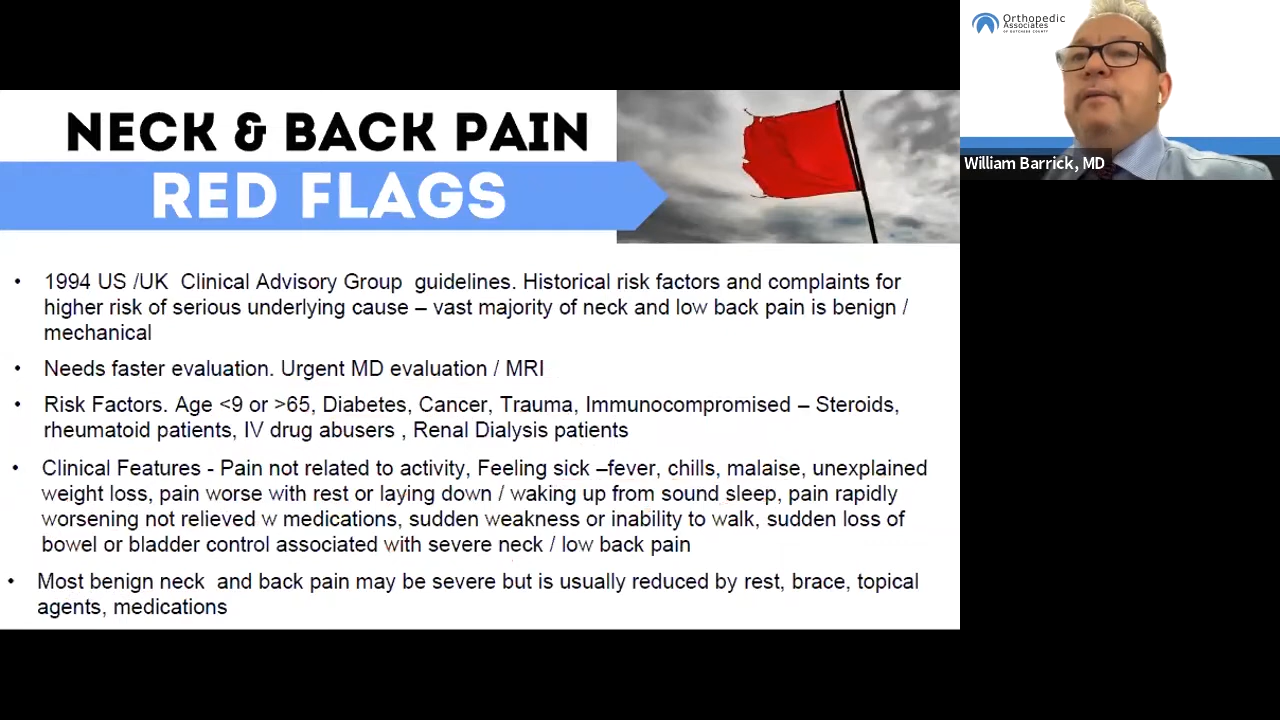 NECK & BACK PAIN
RED FLAGS
• 1994 US /UK Clinical Advisory Group guidelines. Historical risk factors and complaints for
higher risk of serious underlying cause – vast majority of neck and low back pain is benign /
mechanical
• Needs faster evaluation. Urgent MD evaluation / MRI
• Risk Factors. Age <9 or >65, Diabetes, Cancer, Trauma, Immunocompromised – Steroids,
rheumatoid patients, IV drug abusers , Renal Dialysis patients
• Clinical Features - Pain not related to activity, Feeling sick –fever, chills, malaise, unexplained
weight loss, pain worse with rest or laying down / waking up from sound sleep, pain rapidly
worsening not relieved w medications, sudden weakness or inability to walk, sudden loss of
bowel or bladder control associated with severe neck / low back pain
• Most benign neck and back pain may be severe but is usually reduced by rest, brace, topical
agents, medications
Orthopedic
Associates
OF DUTCHESS COUNTY
William Barrick, MD